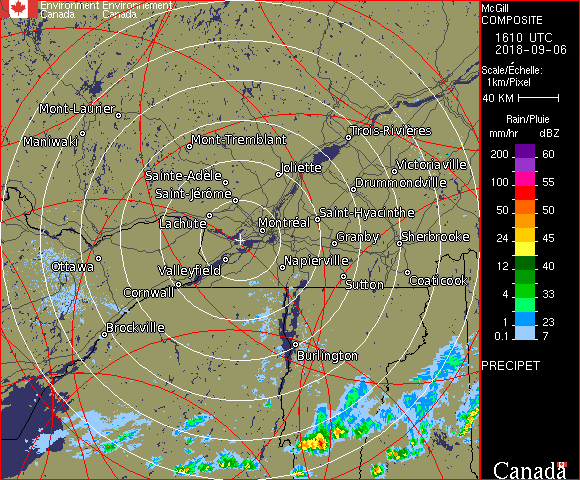 Environment Environnement
Canada Canada
McGill
COMPOSITE
1610 UTC
2018-09-06
Scale/Échelle:
1km/Pixel
40 KM
Rain/Pluie
mm/hr dBZ
200 60
100 55
50 50
24 45
12 40
4 33
1 23
0.1 7
PRECIPET
Canada
Mont-Laurier
Maniwaki
Mont-Tremblant
Trois-Rivières
Sainte-Adèle
Joliette
Victoriaville
Saint-Jérôme
Drummondville
Lachute
Montréal
Saint-Hyacinthe
Granby
Sherbrooke
Ottawa
Valleyfield
Napierville
Cornwall
Sutton
Coaticook
Brockville
Burlington